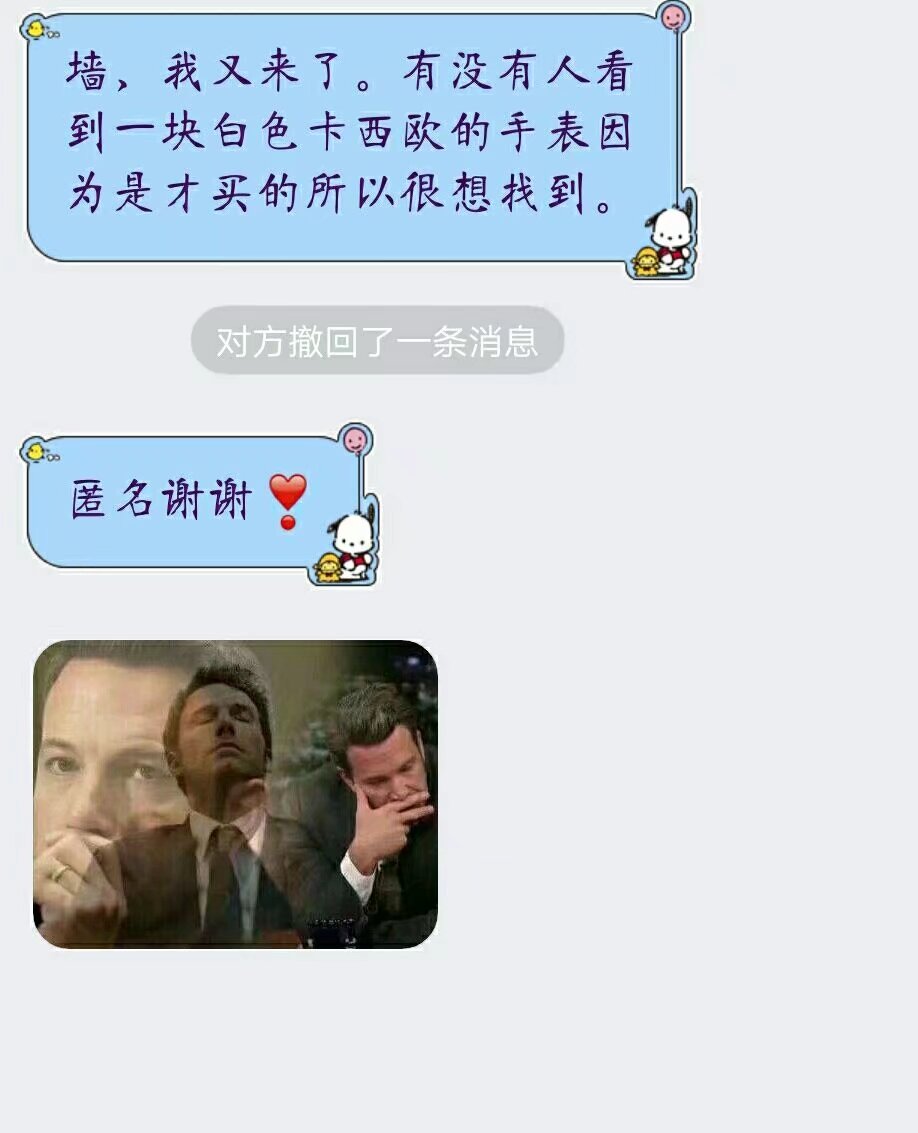 墙，我又来了。有没有人看
到一块白色卡西欧的手表因
为是才买的所以很想找到。
对方撤回了一条消息
匿名谢谢❣️